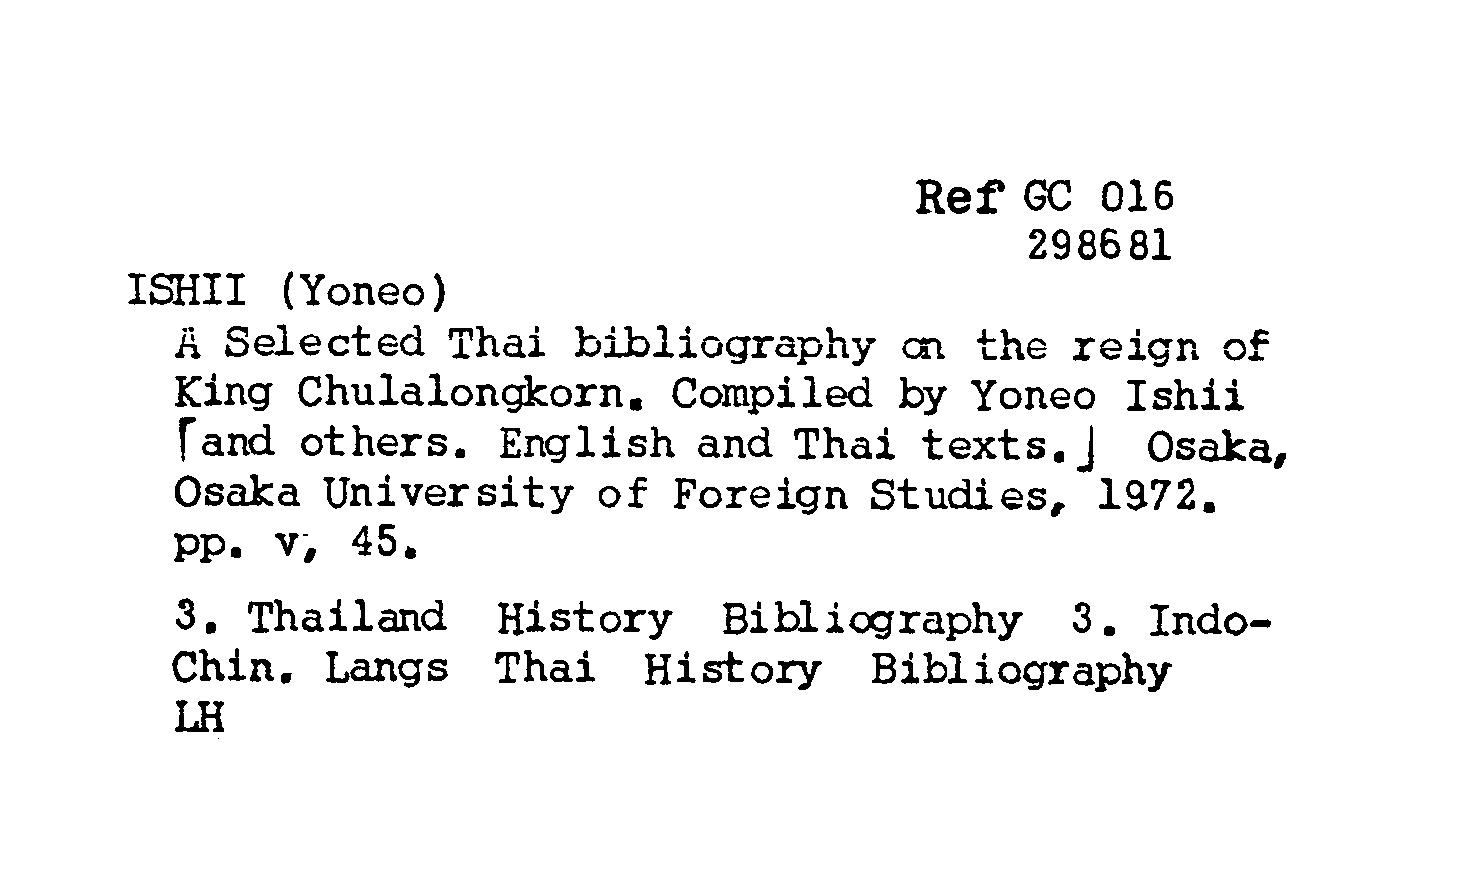 Ref GC 016
298681
ISHII (Yoneo)
A Selected Thai bibliography on the reign of
King Chulalongkorn. Compiled by Yoneo Ishii
⌈and others. English and Thai texts.⌋ Osaka,
Osaka University of Foreign Studies, 1972.
pp. v, 45.
3. Thailand History Bibliography 3. Indo-
Chin. Langs Thai History Bibliography
LH